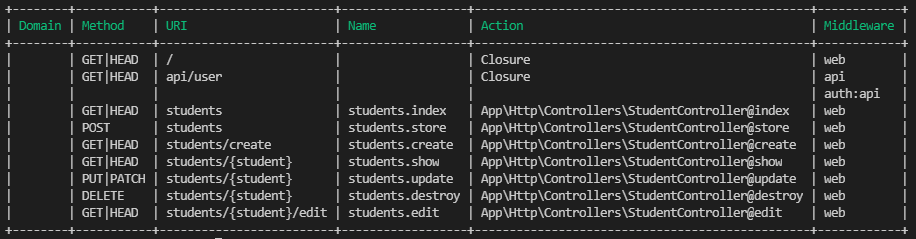 +--------+-----------+-------------------------+------------------+------------------------------------------------+------------+
| Domain | Method    | URI                     | Name             | Action                                         | Middleware |
+--------+-----------+-------------------------+------------------+------------------------------------------------+------------+
|        | GET|HEAD  | /                       |                  | Closure                                        | web        |
|        | GET|HEAD  | api/user                |                  | Closure                                        | api        |
|        |           |                         |                  |                                                | auth:api   |
|        | GET|HEAD  | students                | students.index   | App\Http\Controllers\StudentController@index   | web        |
|        | POST      | students                | students.store   | App\Http\Controllers\StudentController@store   | web        |
|        | GET|HEAD  | students/create         | students.create  | App\Http\Controllers\StudentController@create  | web        |
|        | GET|HEAD  | students/{student}      | students.show    | App\Http\Controllers\StudentController@show    | web        |
|        | PUT|PATCH | students/{student}      | students.update  | App\Http\Controllers\StudentController@update  | web        |
|        | DELETE    | students/{student}      | students.destroy | App\Http\Controllers\StudentController@destroy | web        |
|        | GET|HEAD  | students/{student}/edit | students.edit    | App\Http\Controllers\StudentController@edit    | web        |
+--------+-----------+-------------------------+------------------+------------------------------------------------+------------+